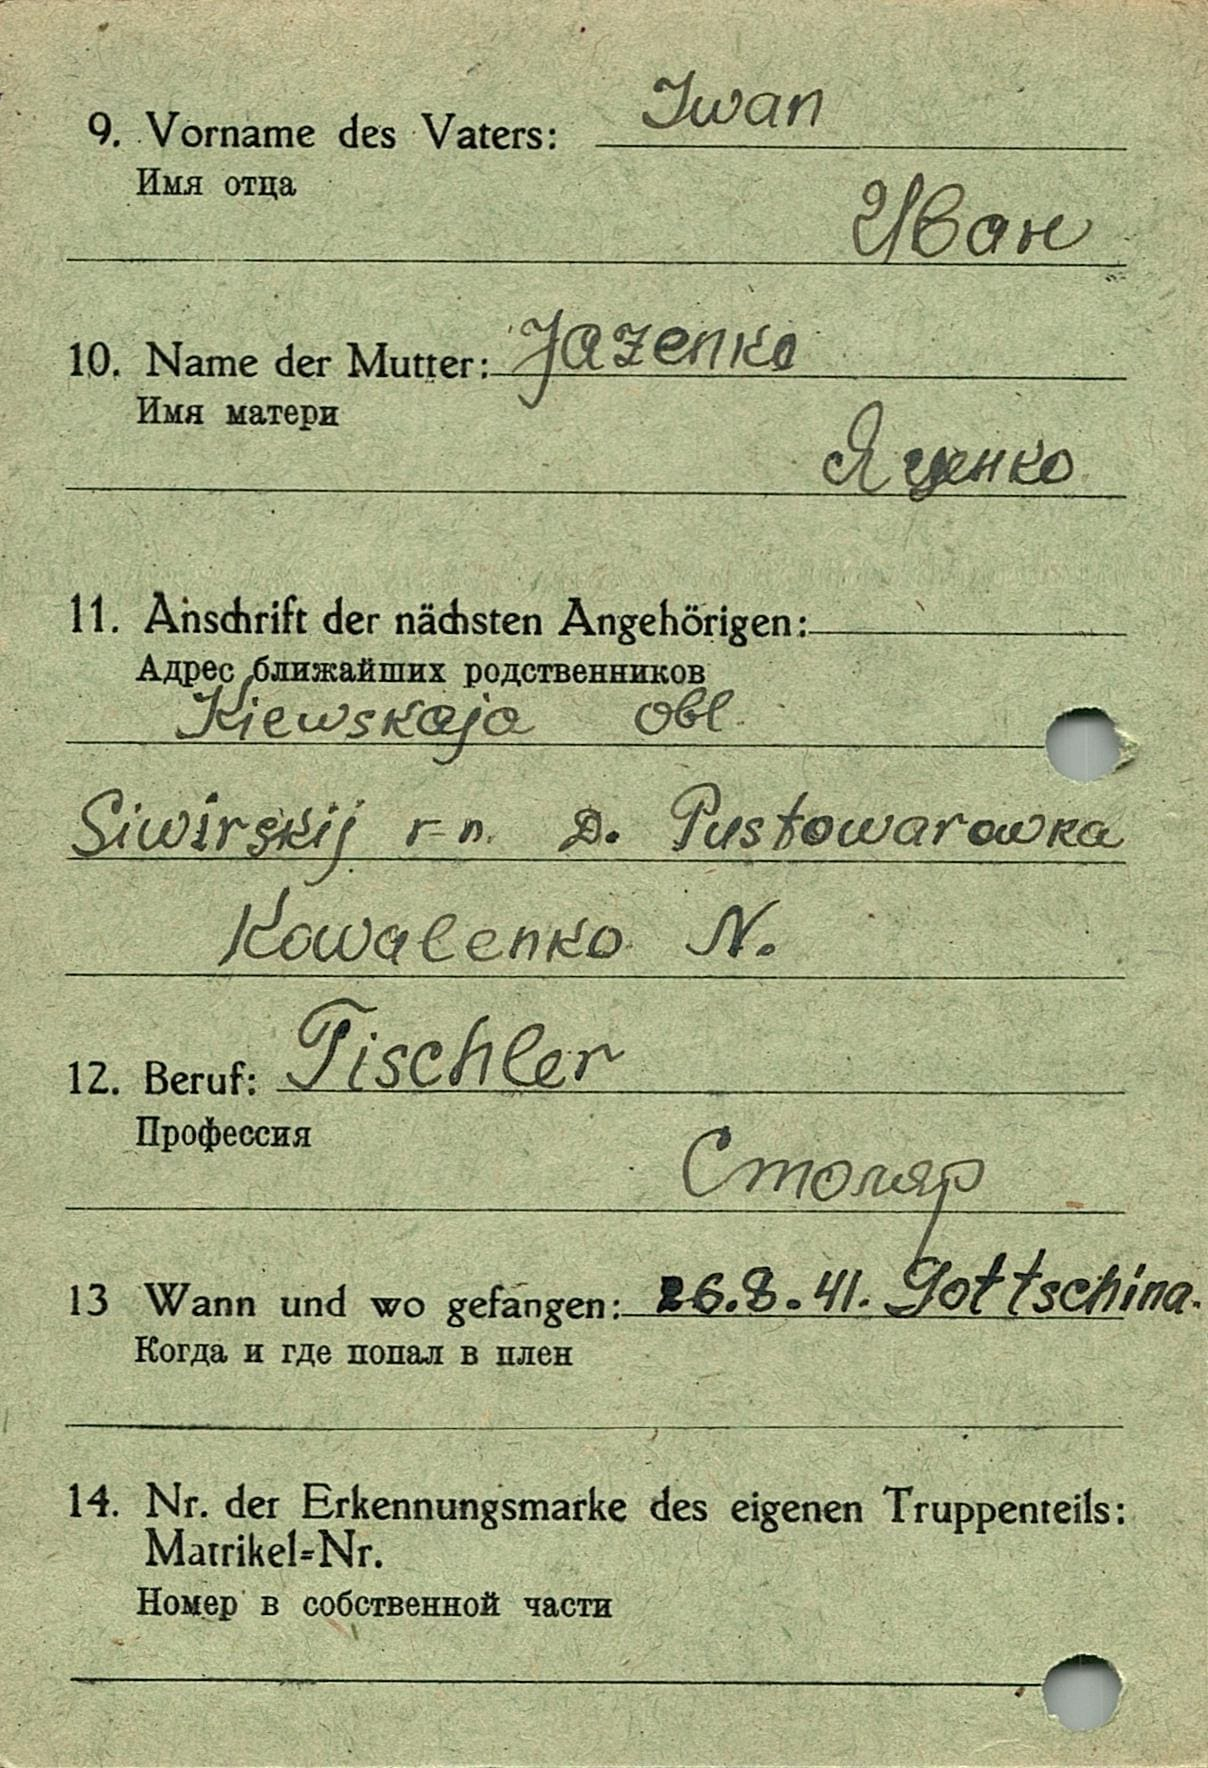 9. Vorname des Vaters: Iwan
Имя отца
Иван
10. Name der Mutter: Jazenko
Имя матери
Яценко
11. Anschrift der nächsten Angehörigen:
Адрес ближайших родственников
Kiewskaja obl.
Siwirskij r-n. D. Pustowarowka
Kowalenko N.
12. Beruf: Tischler
Профессия
Столяр
13 Wann und wo gefangen: 26.8.41. Gottschina.
Когда и где попал в плен
14. Nr. der Erkennungsmarke des eigenen Truppenteils:
Matrikel=Nr.
Номер в собственной части